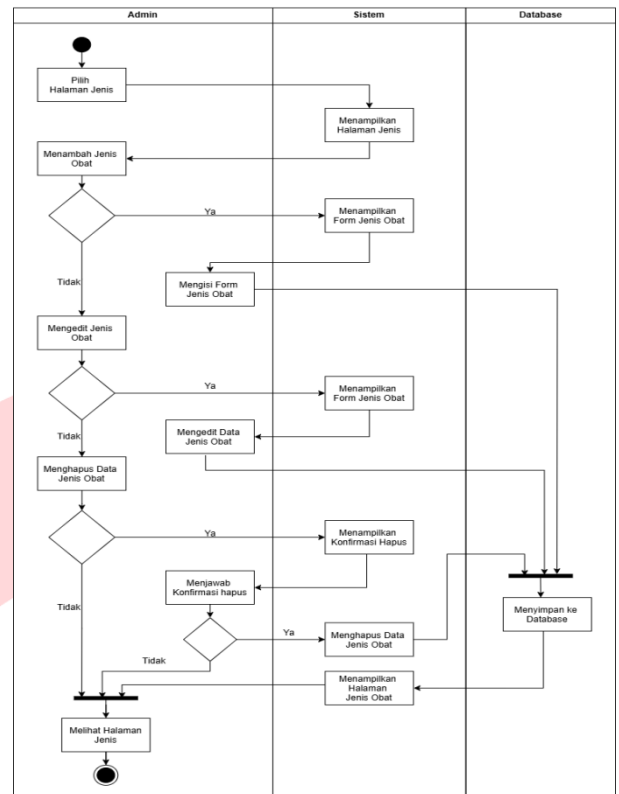 Admin
Sistem
Database
Pilih
Halaman Jenis
Menampilkan
Halaman Jenis
Menambah Jenis
Obat
Ya
Menampilkan
Form Jenis Obat
Tidak
Mengisi Form
Jenis Obat
Mengedit Jenis
Obat
Ya
Menampilkan
Form Jenis Obat
Tidak
Mengedit Data
Jenis Obat
Menghapus Data
Jenis Obat
Ya
Menampilkan
Konfirmasi Hapus
Tidak
Menjawab
Konfirmasi hapus
Menyimpan ke
Database
Ya
Menghapus Data
Jenis Obat
Tidak
Menampilkan
Halaman
Jenis Obat
Melihat Halaman
Jenis